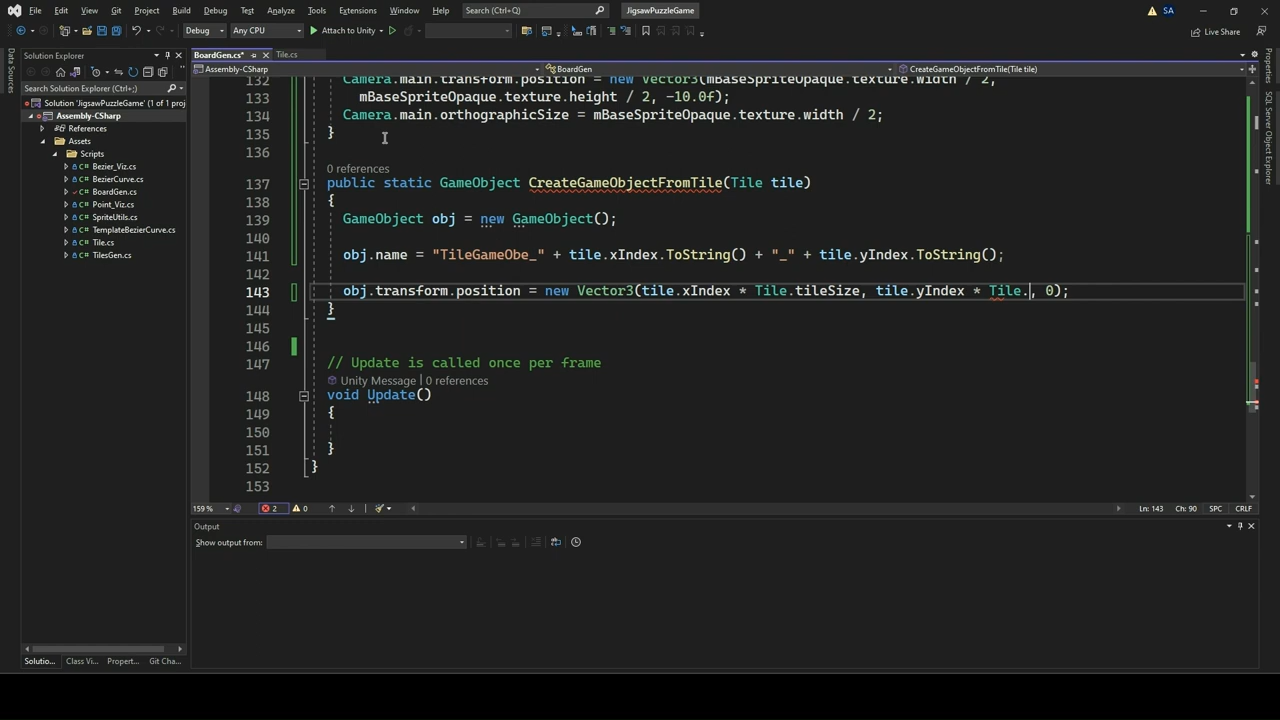 File Edit View Git Project Build Debug Test Analyze Tools Extensions Window Help Search (Ctrl+Q) JigsawPuzzleGame SA
Debug Any CPU Attach to Unity Live Share
Data Sources
Solution Explorer
Search Solution Explorer (Ctrl+;)
Solution 'JigsawPuzzleGame' (1 of 1 proj
Assembly-CSharp
References
Assets
Scripts
Bezier_Viz.cs
BezierCurve.cs
BoardGen.cs
Point_Viz.cs
SpriteUtils.cs
TemplateBezierCurve.cs
Tile.cs
TilesGen.cs
Solutio... Class Vi... Propert... Git Cha...
BoardGen.cs* Tile.cs
Assembly-CSharp BoardGen CreateGameObjectFromTile(Tile tile)
132 Camera.main.transform.position = new Vector3(mBaseSpriteOpaque.texture.width / 2,
133 mBaseSpriteOpaque.texture.height / 2, -10.0f);
134 Camera.main.orthographicSize = mBaseSpriteOpaque.texture.width / 2;
135 }
136
0 references
137 public static GameObject CreateGameObjectFromTile(Tile tile)
138 {
139 GameObject obj = new GameObject();
140
141 obj.name = "TileGameObe_" + tile.xIndex.ToString() + "_" + tile.yIndex.ToString();
142
143 obj.transform.position = new Vector3(tile.xIndex * Tile.tileSize, tile.yIndex * Tile., 0);
144 }
145
146
147 // Update is called once per frame
Unity Message | 0 references
148 void Update()
149 {
150
151 }
152 }
153
159 % 2 0 Ln: 143 Ch: 90 SPC CRLF
Output
Show output from:
Properties
SQL Server Object Explorer